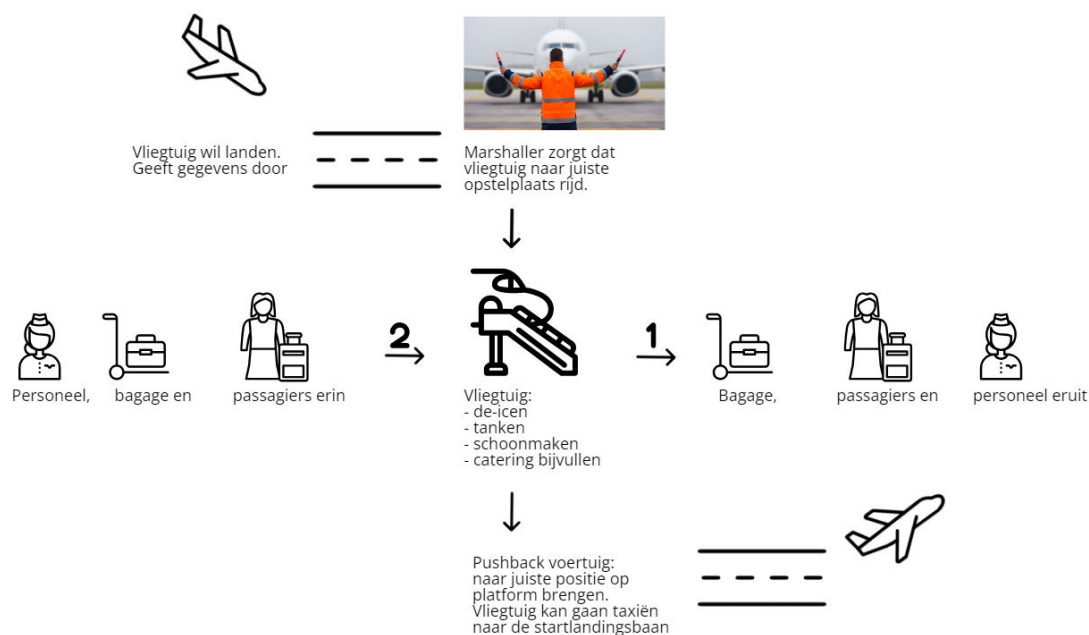 Vliegtuig wil landen.
Geeft gegevens door
Marshaller zorgt dat
vliegtuig naar juiste
opstelplaats rijd.
2
1
Personeel,
bagage en
passagiers erin
Vliegtuig:
- de-icen
- tanken
- schoonmaken
- catering bijvullen
Bagage,
passagiers en
personeel eruit
Pushback voertuig:
naar juiste positie op
platform brengen.
Vliegtuig kan gaan taxiën
naar de startlandingsbaan